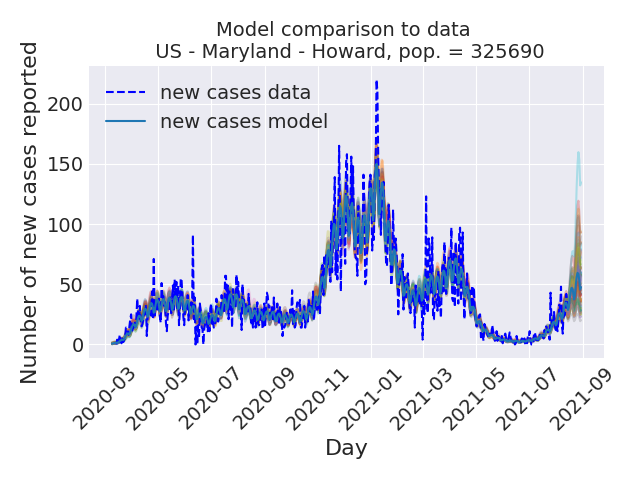 Model comparison to data
US - Maryland - Howard, pop. = 325690
Number of new cases reported
200
150
100
50
0
new cases data
new cases model
2020-03
2020-05
2020-07
2020-09
2020-11
2021-01
2021-03
2021-05
2021-07
2021-09
Day